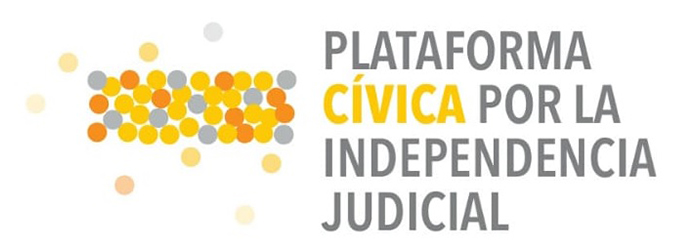 PLATAFORMA
CÍVICA POR LA
INDEPENDENCIA
JUDICIAL